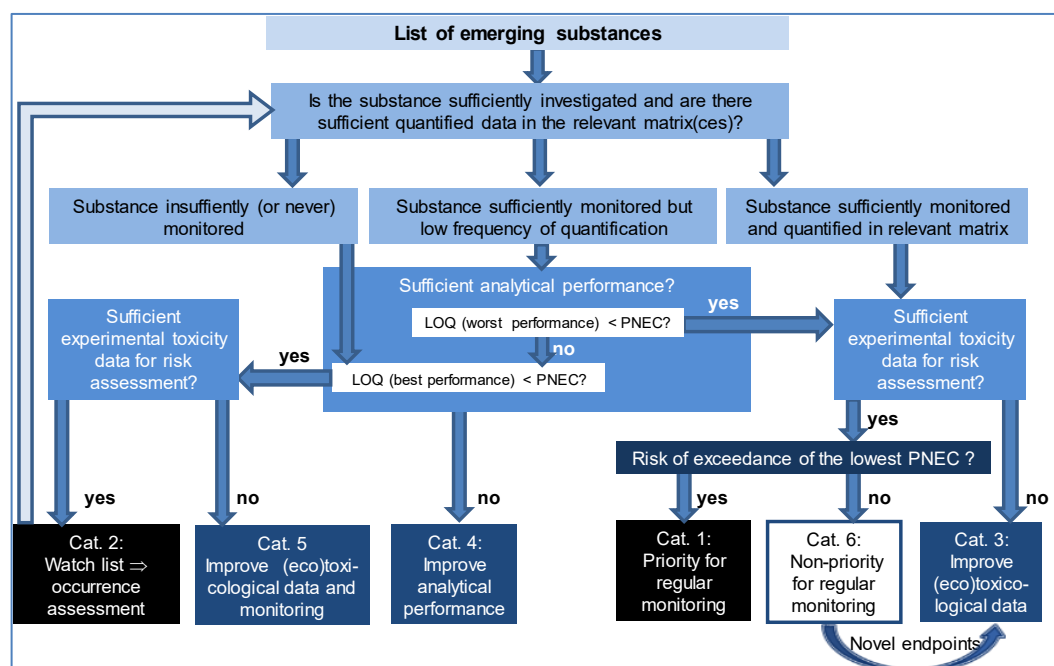 List of emerging substances
Is the substance sufficiently investigated and are there
sufficient quantified data in the relevant matrix(ces)?
Substance insuffiently (or never)
monitored
Substance sufficiently monitored but
low frequency of quantification
Substance sufficiently monitored
and quantified in relevant matrix
Sufficient analytical performance?
LOQ (worst performance) < PNEC?
yes
no
LOQ (best performance) < PNEC?
yes
Sufficient
experimental toxicity
data for risk
assessment?
Sufficient
experimental toxicity
data for risk
assessment?
yes
Risk of exceedance of the lowest PNEC ?
yes
no
no
yes
no
no
Cat. 2:
Watch list ⇒
occurrence
assessment
Cat. 5
Improve (eco)toxi-
cological data and
monitoring
Cat. 4:
Improve
analytical
performance
Cat. 1:
Priority for
regular
monitoring
Cat. 6:
Non-priority
for regular
monitoring
Cat. 3:
Improve
(eco)toxico-
logical data
Novel endpoints